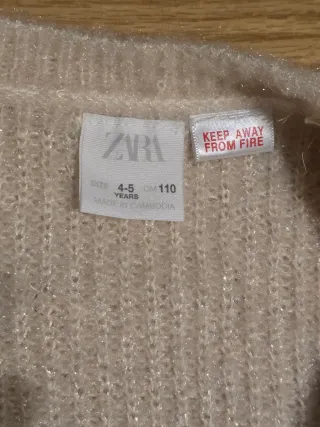 ZARA
SIZE 4-5 CM 110
YEARS
MADE IN CAMBODIA
KEEP AWAY
FROM FIRE